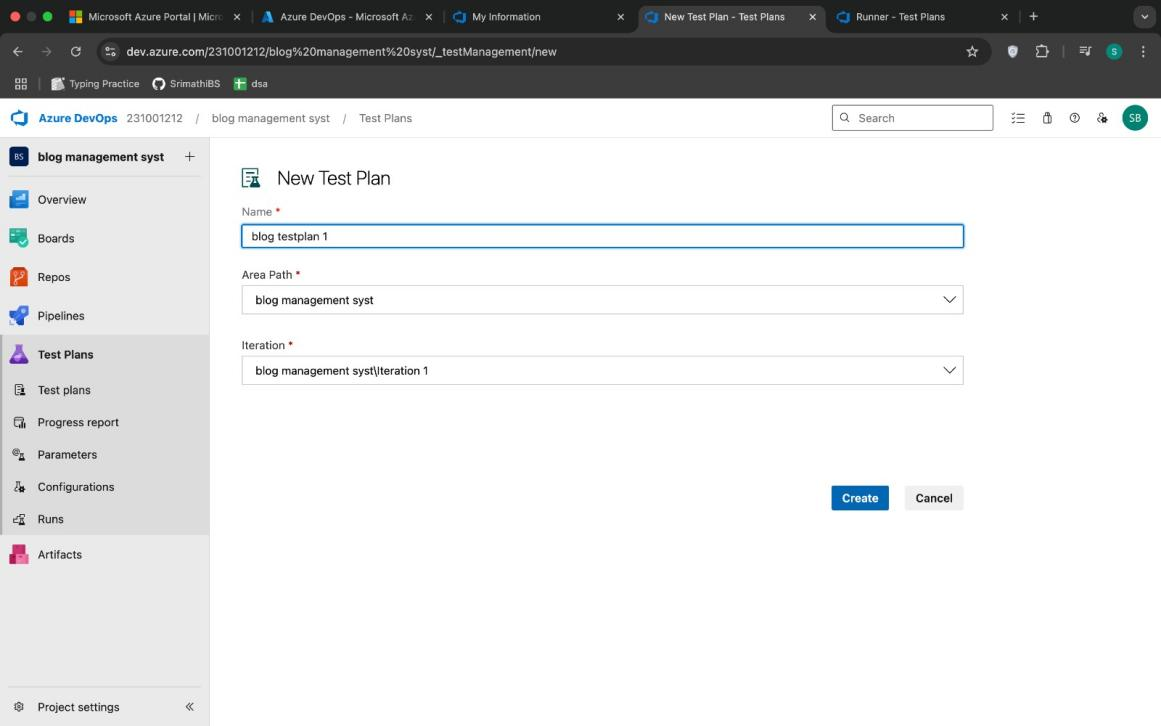 Microsoft Azure Portal | Micro
Azure DevOps - Microsoft Az
My Information
New Test Plan - Test Plans
Runner - Test Plans
dev.azure.com/231001212/blog%20management%20syst/_testManagement/new
S
Typing Practice
SrimathiBS
dsa
Azure DevOps 231001212 / blog management syst / Test Plans
Search
SB
BS blog management syst
Overview
Boards
Repos
Pipelines
Test Plans
Test plans
Progress report
Parameters
Configurations
Runs
Artifacts
Project settings
New Test Plan
Name *
blog testplan 1
Area Path *
blog management syst
Iteration *
blog management syst\Iteration 1
Create
Cancel